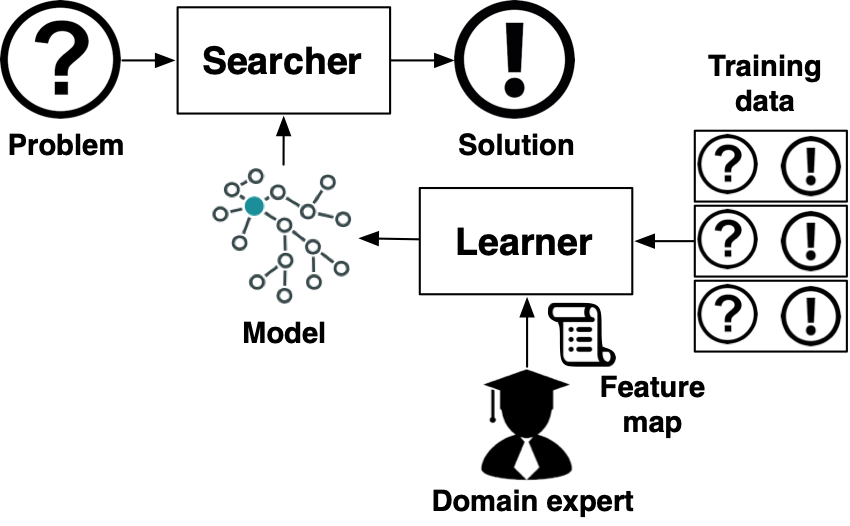 ?
Searcher
!
Problem
Solution
Training
data
? !
? !
? !
Learner
Model
Feature
map
Domain expert